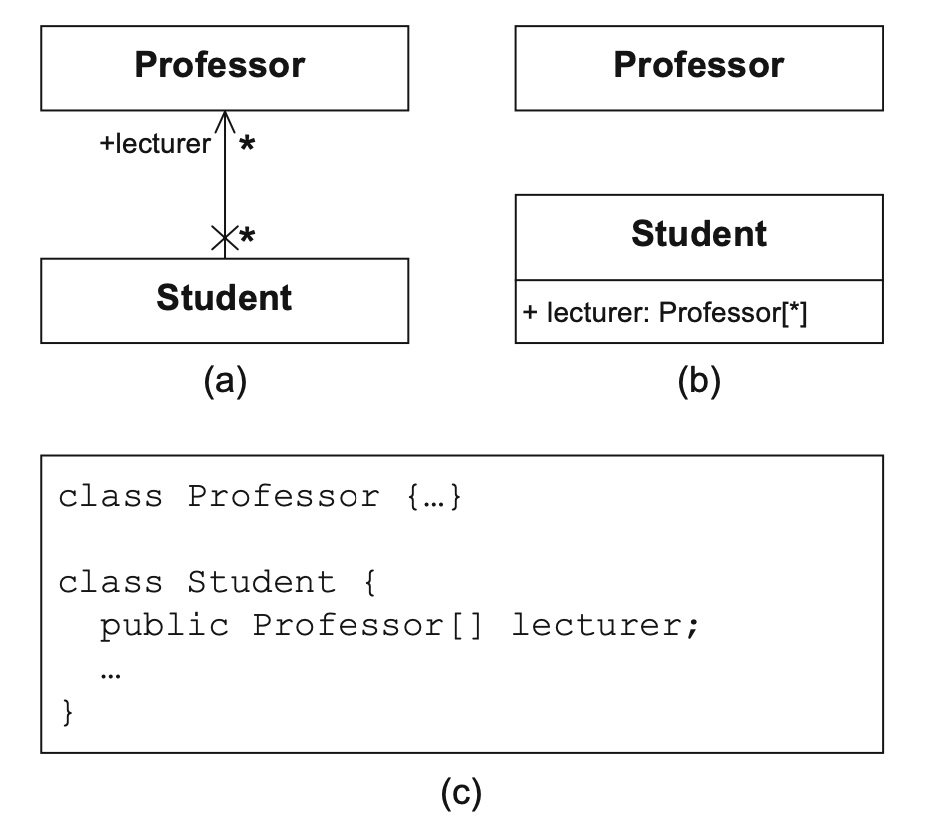 Professor
+lecturer *
*
Student
(a)
Professor
Student
+ lecturer: Professor[*]
(b)
class Professor {…}
class Student {
public Professor[] lecturer;
…
}
(c)